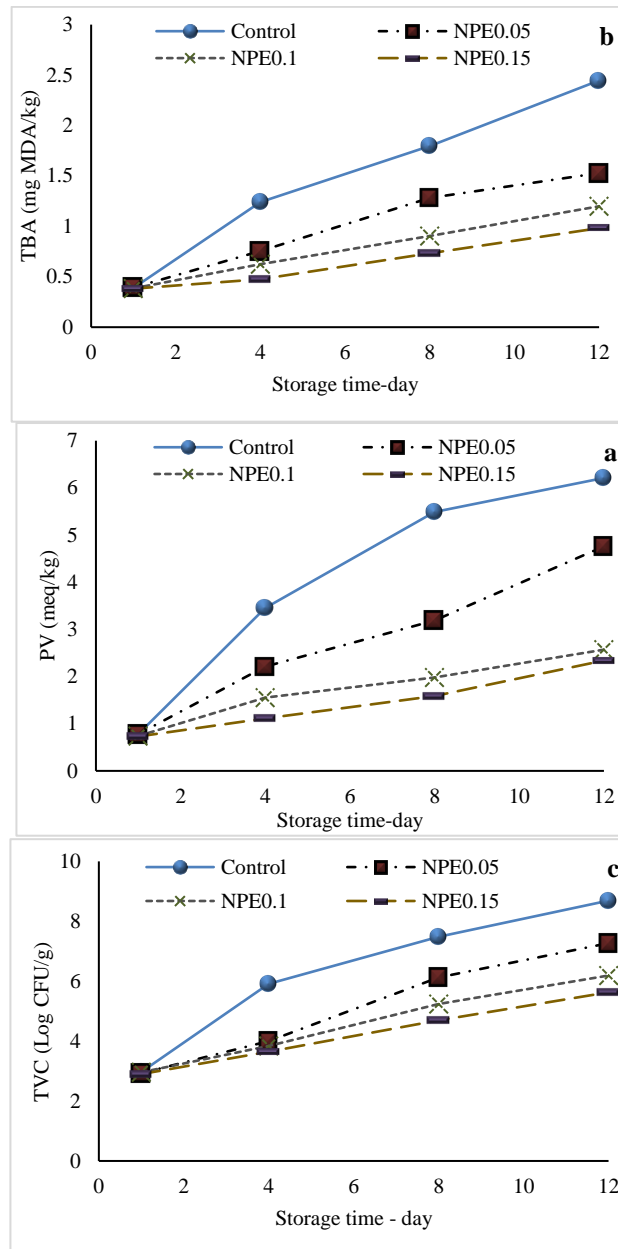 3
Control
NPE0.05
b
NPE0.1
NPE0.15
2.5
2
1.5
1
0.5
0
TBA (mg MDA/kg)
0 2 4 6 8 10 12
Storage time-day
7
Control
NPE0.05
a
NPE0.1
NPE0.15
6
5
4
3
2
1
0
PV (meq/kg)
0 2 4 6 8 10 12
Storage time-day
10
Control
NPE0.05
c
NPE0.1
NPE0.15
8
6
4
2
0
TVC (Log CFU/g)
0 2 4 6 8 10 12
Storage time - day